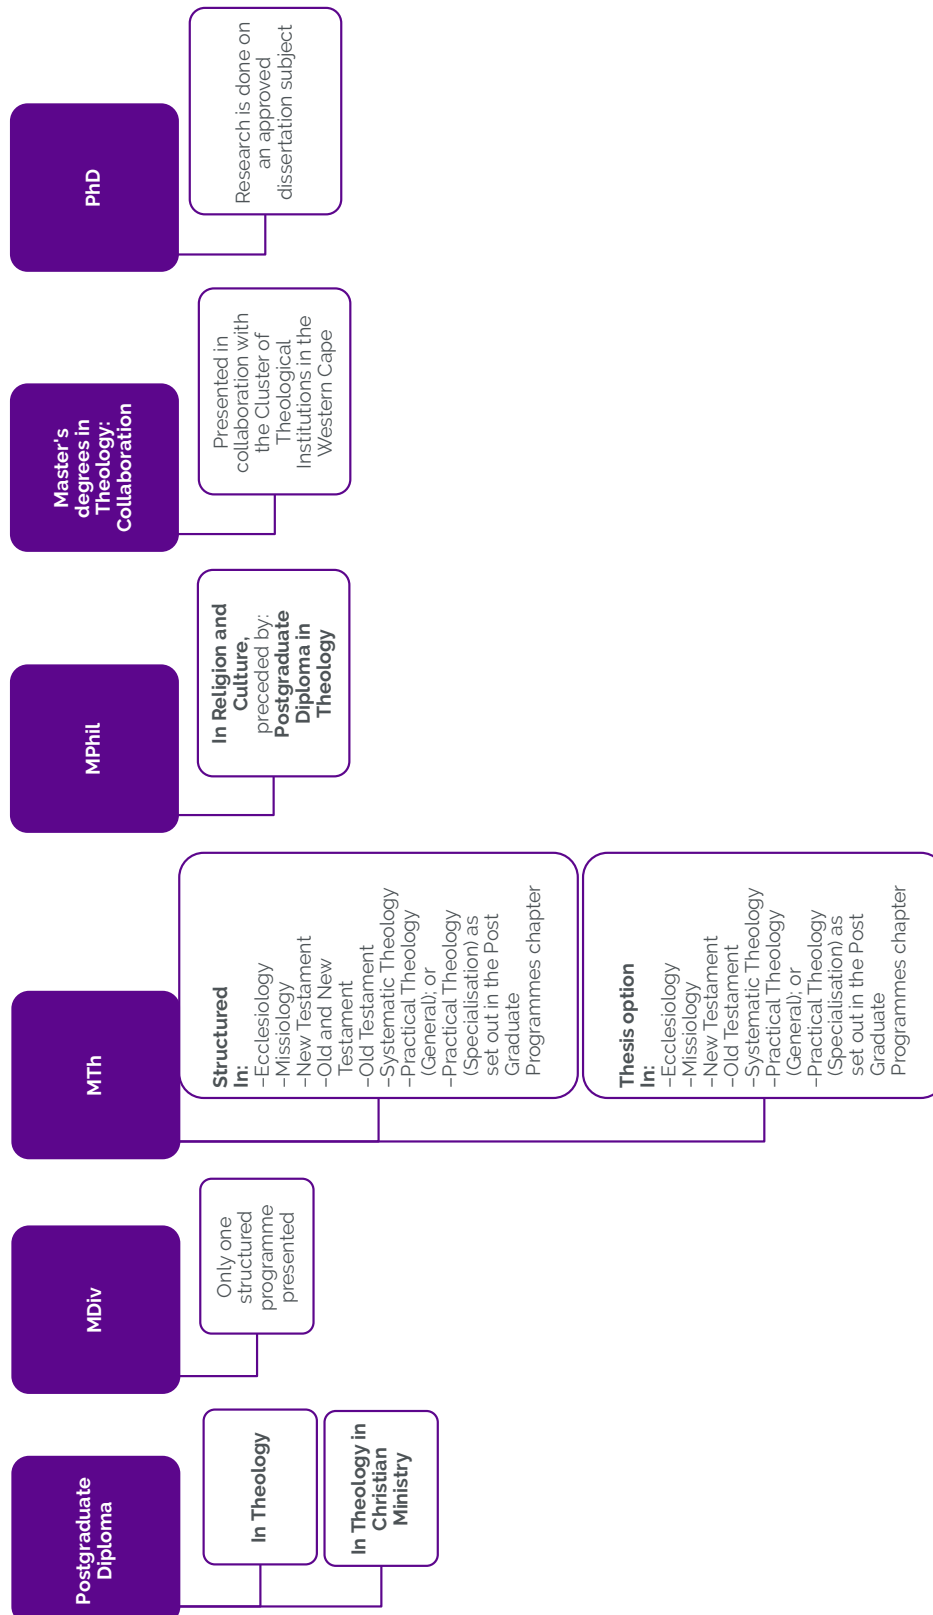 Postgraduate
Diploma
In Theology
In Theology in
Christian
Ministry
MDiv
Only one
structured
programme
presented
MTh
Structured
In:
–Ecclesiology
–Missiology
–New Testament
–Old and New
Testament
–Old Testament
–Systematic Theology
–Practical Theology
(General); or
–Practical Theology
(Specialisation) as
set out in the Post
Graduate
Programmes chapter
Thesis option
In:
–Ecclesiology
–Missiology
–New Testament
–Old Testament
–Systematic Theology
–Practical Theology
(General); or
–Practical Theology
(Specialisation) as
set out in the Post
Graduate
Programmes chapter
MPhil
In Religion and
Culture,
preceded by:
Postgraduate
Diploma in
Theology
Master's
degrees in
Theology:
Collaboration
Presented in
collaboration with
the Cluster of
Theological
Institutions in the
Western Cape
PhD
Research is done on
an approved
dissertation subject